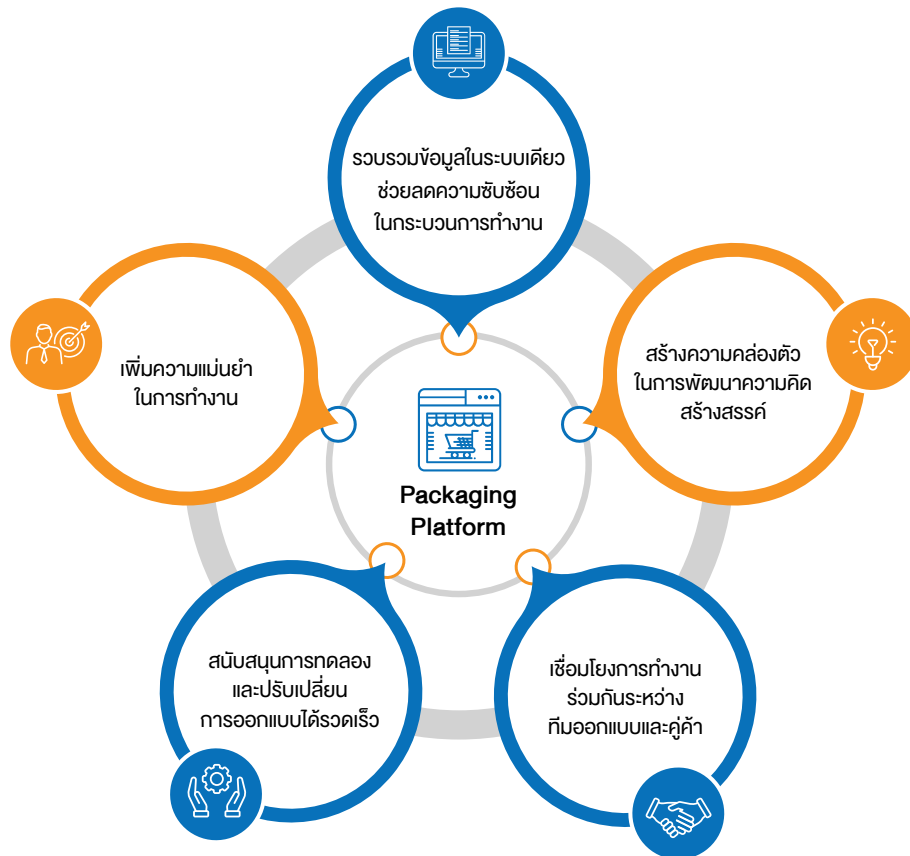 รวบรวมข้อมูลในระบบเดียว
ช่วยลดความซับซ้อน
ในกระบวนการทำงาน
เพิ่มความแม่นยำ
ในการทำงาน
สร้างความคล่องตัว
ในการพัฒนาความคิด
สร้างสรรค์
Packaging
Platform
สนับสนุนการทดลอง
และปรับเปลี่ยน
การออกแบบได้รวดเร็ว
เชื่อมโยงการทำงาน
ร่วมกันระหว่าง
ทีมออกแบบและคู่ค้า